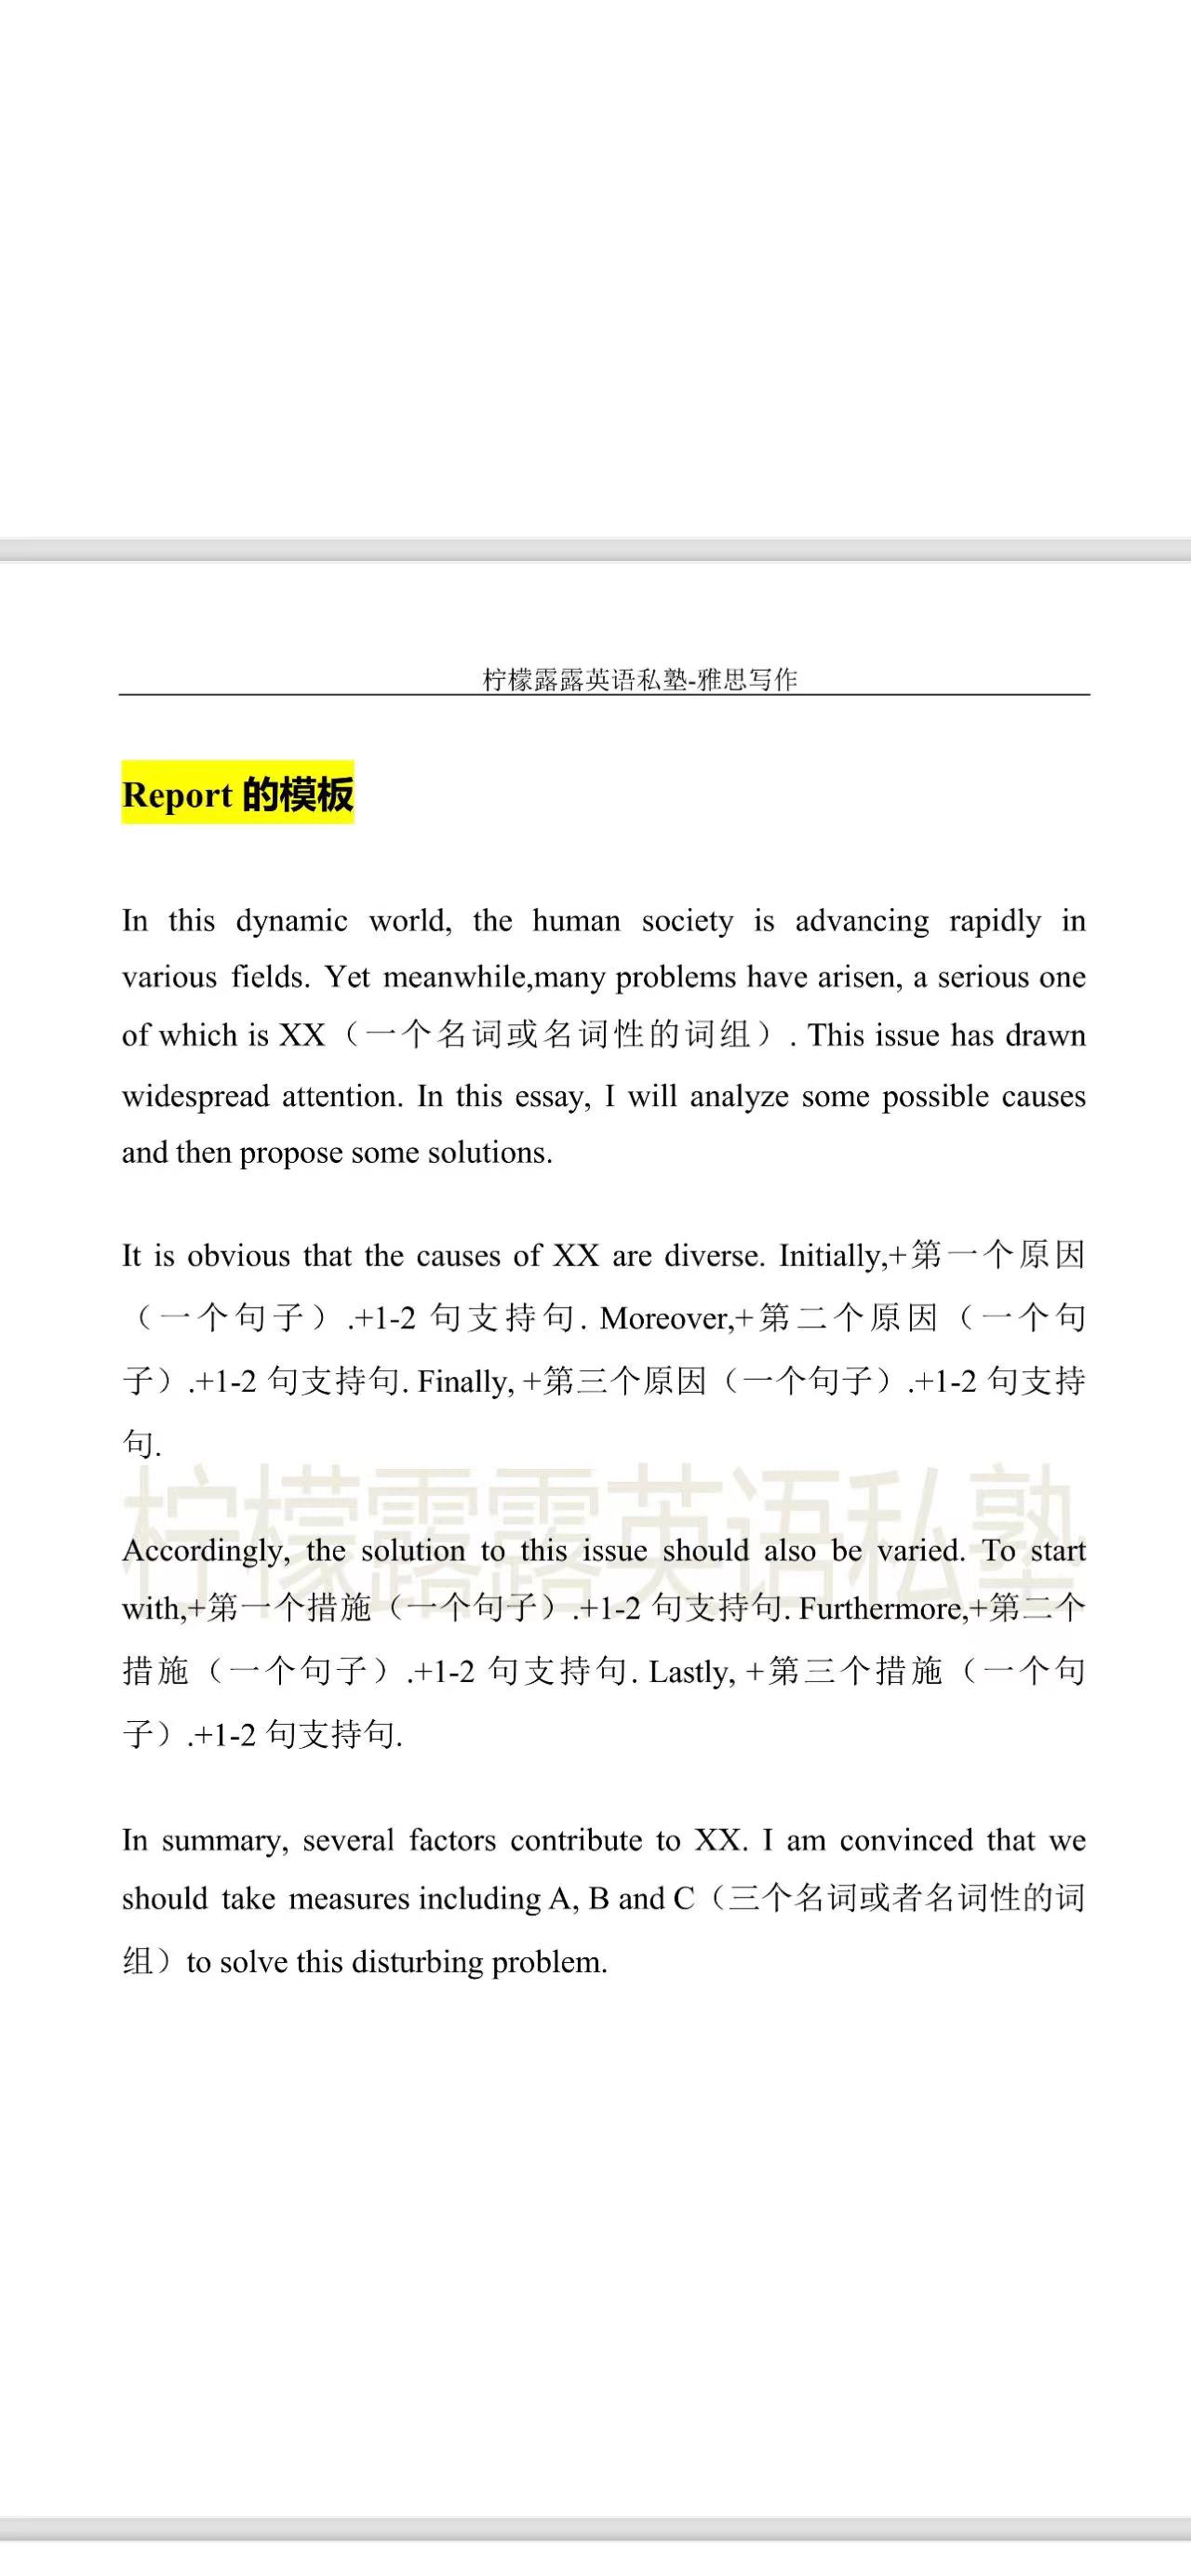 柠檬露露英语私塾-雅思写作
Report 的模板
In this dynamic world, the human society is advancing rapidly in
various fields. Yet meanwhile,many problems have arisen, a serious one
of which is XX（一个名词或名词性的词组）. This issue has drawn
widespread attention. In this essay, I will analyze some possible causes
and then propose some solutions.
It is obvious that the causes of XX are diverse. Initially,+第一个原因
（一个句子）.+1-2 句支持句. Moreover,+第二个原因（一个句
子）.+1-2 句支持句. Finally, +第三个原因（一个句子）.+1-2 句支持
句.
柠檬露露英语私塾
Accordingly, the solution to this issue should also be varied. To start
with,+第一个措施（一个句子）.+1-2 句支持句. Furthermore,+第二个
措施（一个句子）.+1-2 句支持句. Lastly, +第三个措施（一个句
子）.+1-2 句支持句.
In summary, several factors contribute to XX. I am convinced that we
should take measures including A, B and C（三个名词或者名词性的词
组）to solve this disturbing problem.